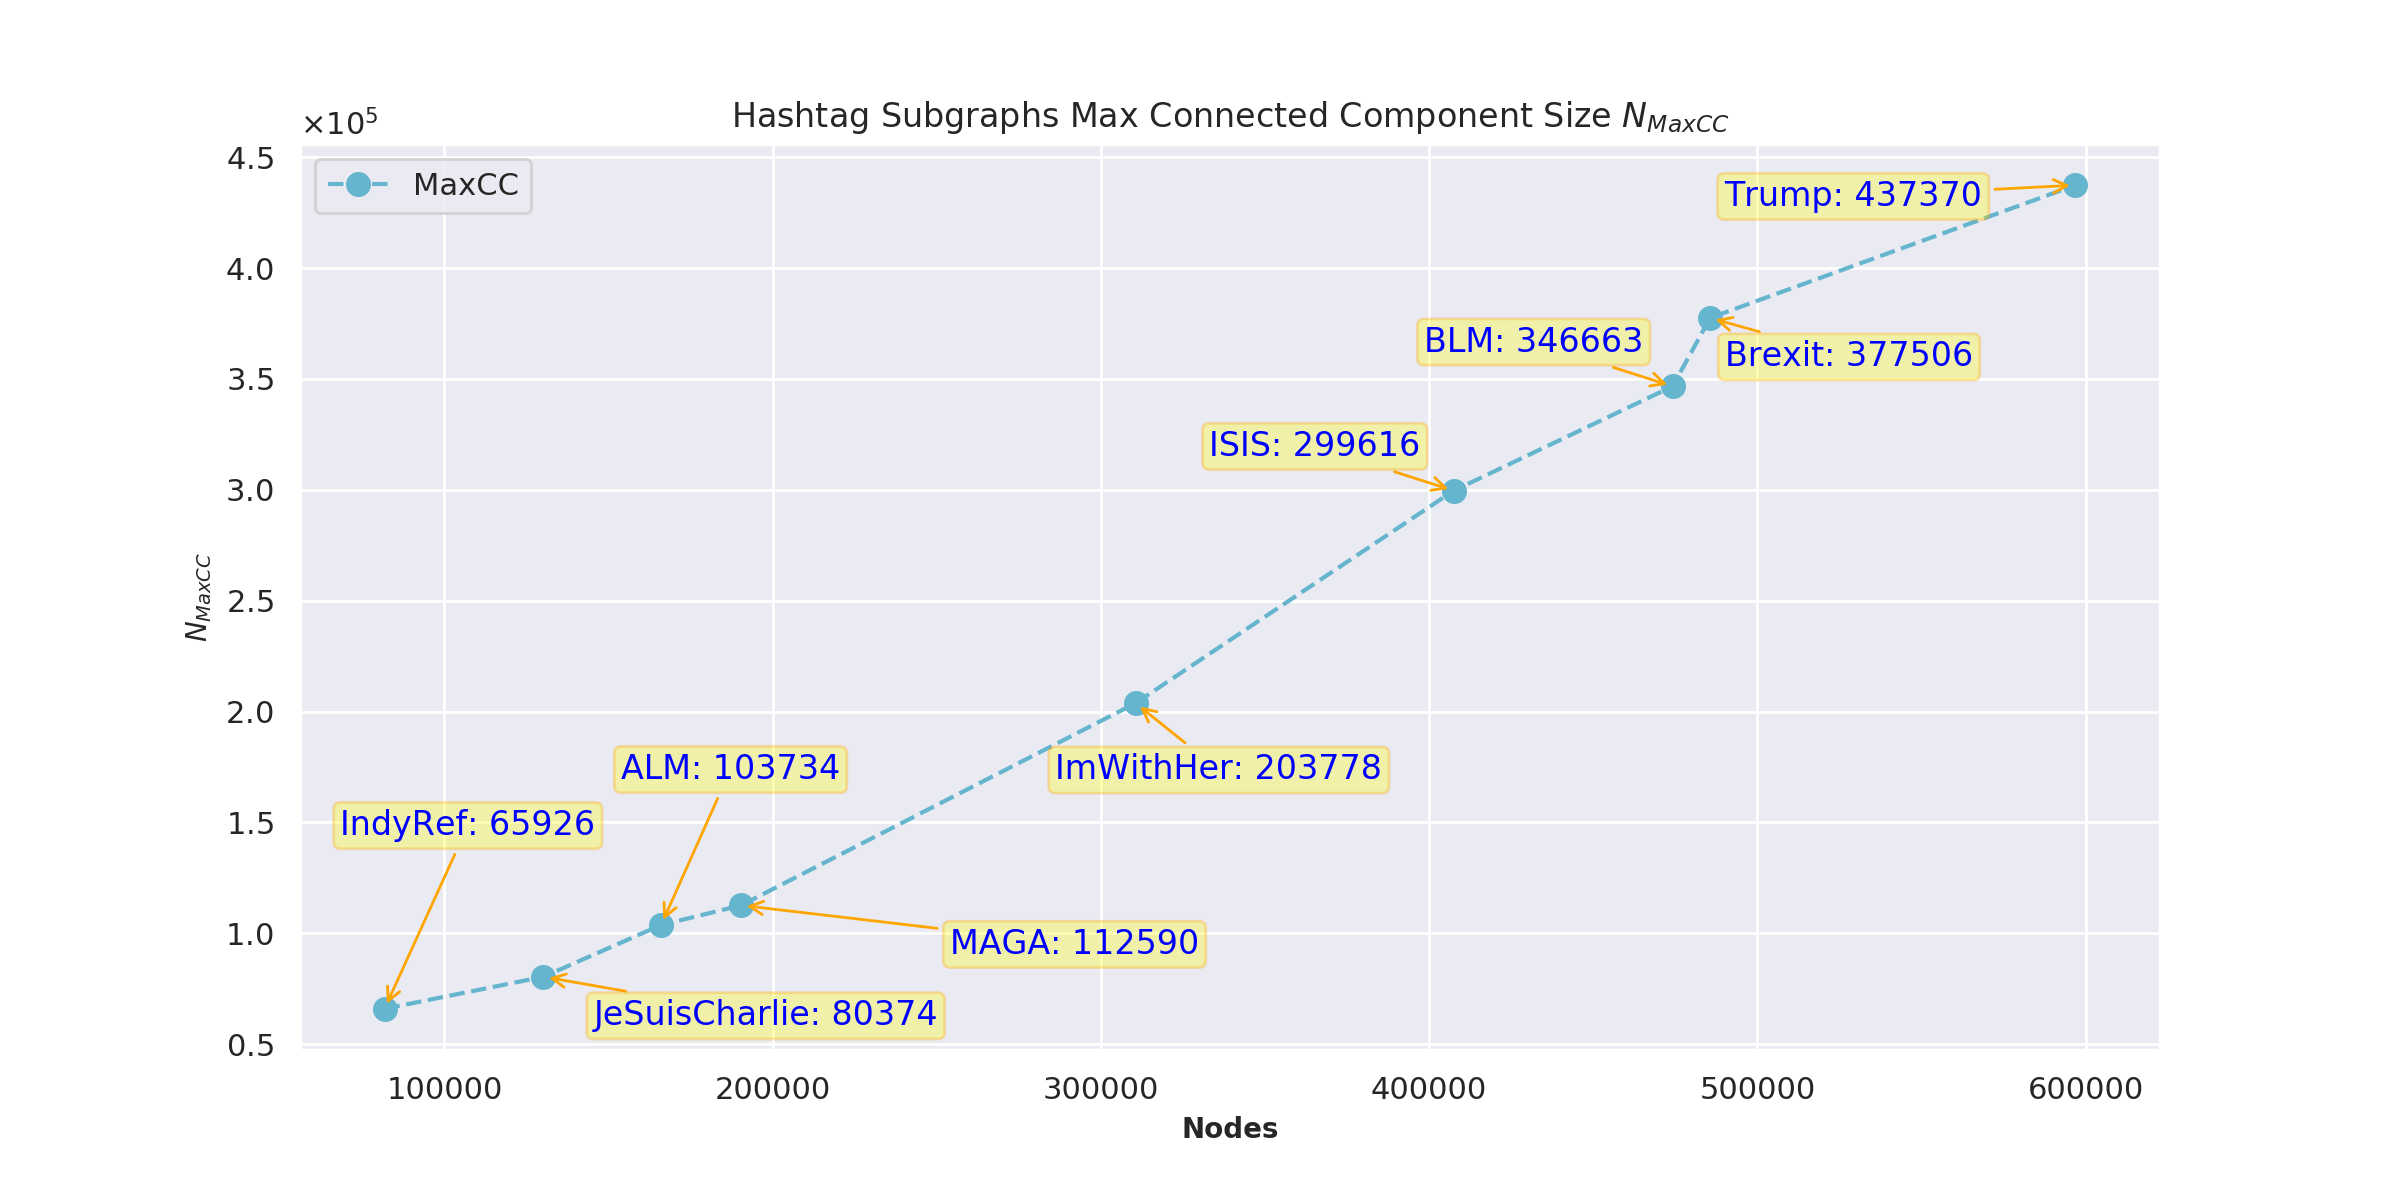 Hashtag Subgraphs Max Connected Component Size N_MaxCC
×10^5
4.5
4.0
3.5
3.0
2.5
2.0
1.5
1.0
0.5
N_MaxCC
MaxCC
Trump: 437370
BLM: 346663
Brexit: 377506
ISIS: 299616
ALM: 103734
ImWithHer: 203778
IndyRef: 65926
MAGA: 112590
JeSuisCharlie: 80374
100000 200000 300000 400000 500000 600000
Nodes